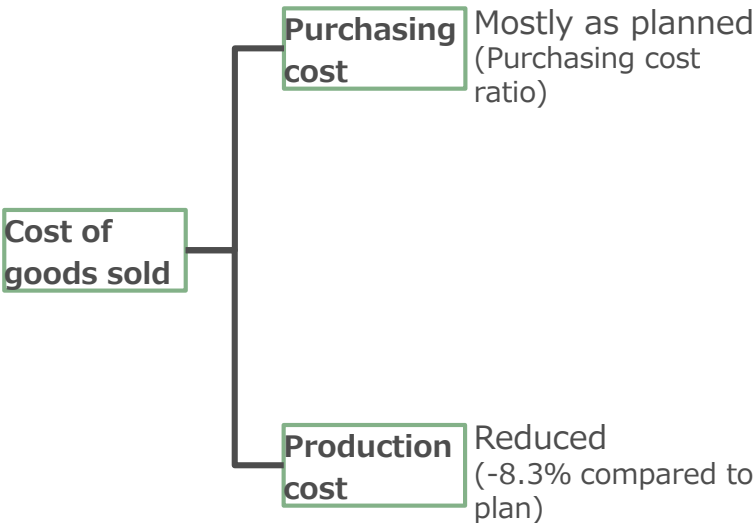 Purchasing
cost
Mostly as planned
(Purchasing cost
ratio)
Cost of
goods sold
Production
cost
Reduced
(-8.3% compared to
plan)